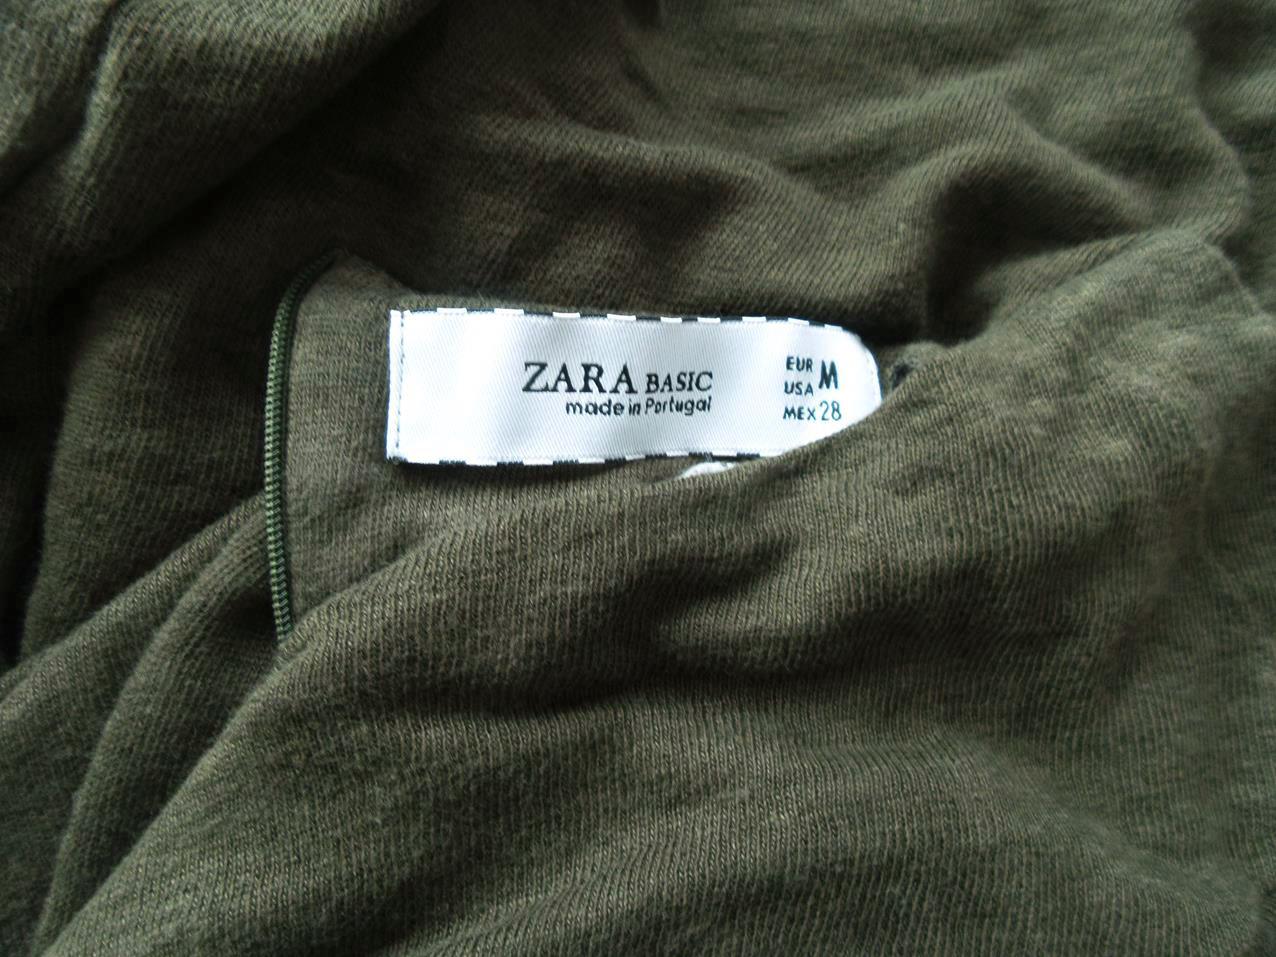 ZARA BASIC
made in Portugal
EUR
USA M
MEX 28